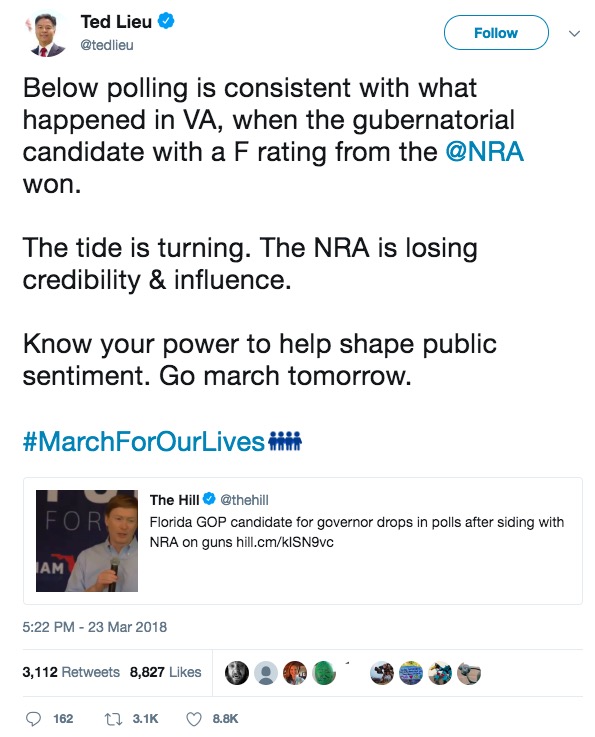 Ted Lieu
@tedlieu
Follow
Below polling is consistent with what
happened in VA, when the gubernatorial
candidate with a F rating from the @NRA
won.
The tide is turning. The NRA is losing
credibility & influence.
Know your power to help shape public
sentiment. Go march tomorrow.
#MarchForOurLives
FOR
IAM
The Hill @thehill
Florida GOP candidate for governor drops in polls after siding with
NRA on guns hill.cm/kISN9vc
5:22 PM - 23 Mar 2018
3,112 Retweets 8,827 Likes
162 3.1K 8.8K